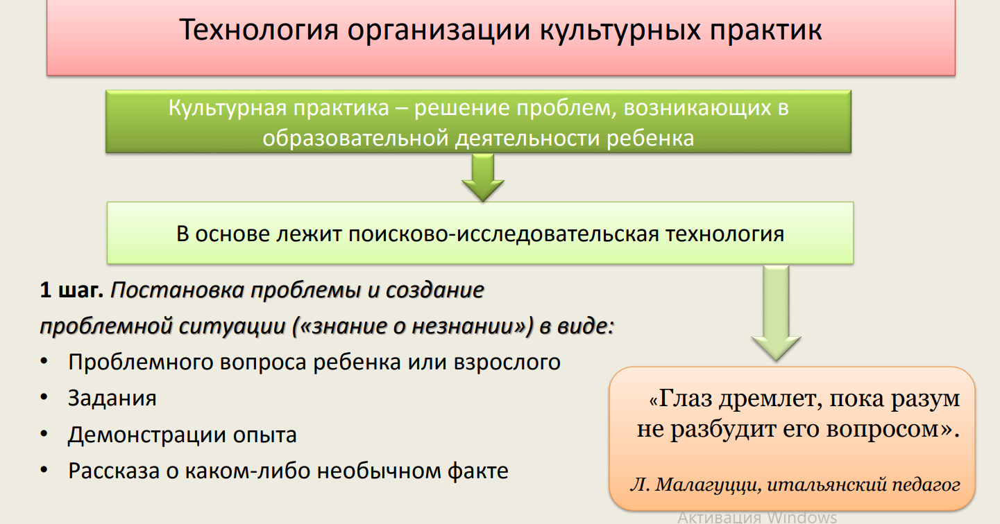 Технология организации культурных практик
Культурная практика – решение проблем, возникающих в
образовательной деятельности ребенка
В основе лежит поисково-исследовательская технология
1 шаг. Постановка проблемы и создание
проблемной ситуации («знание о незнании») в виде:
• Проблемного вопроса ребенка или взрослого
• Задания
• Демонстрации опыта
• Рассказа о каком-либо необычном факте
«Глаз дремлет, пока разум
не разбудит его вопросом».
Л. Малагуцци, итальянский педагог
Активация Windows